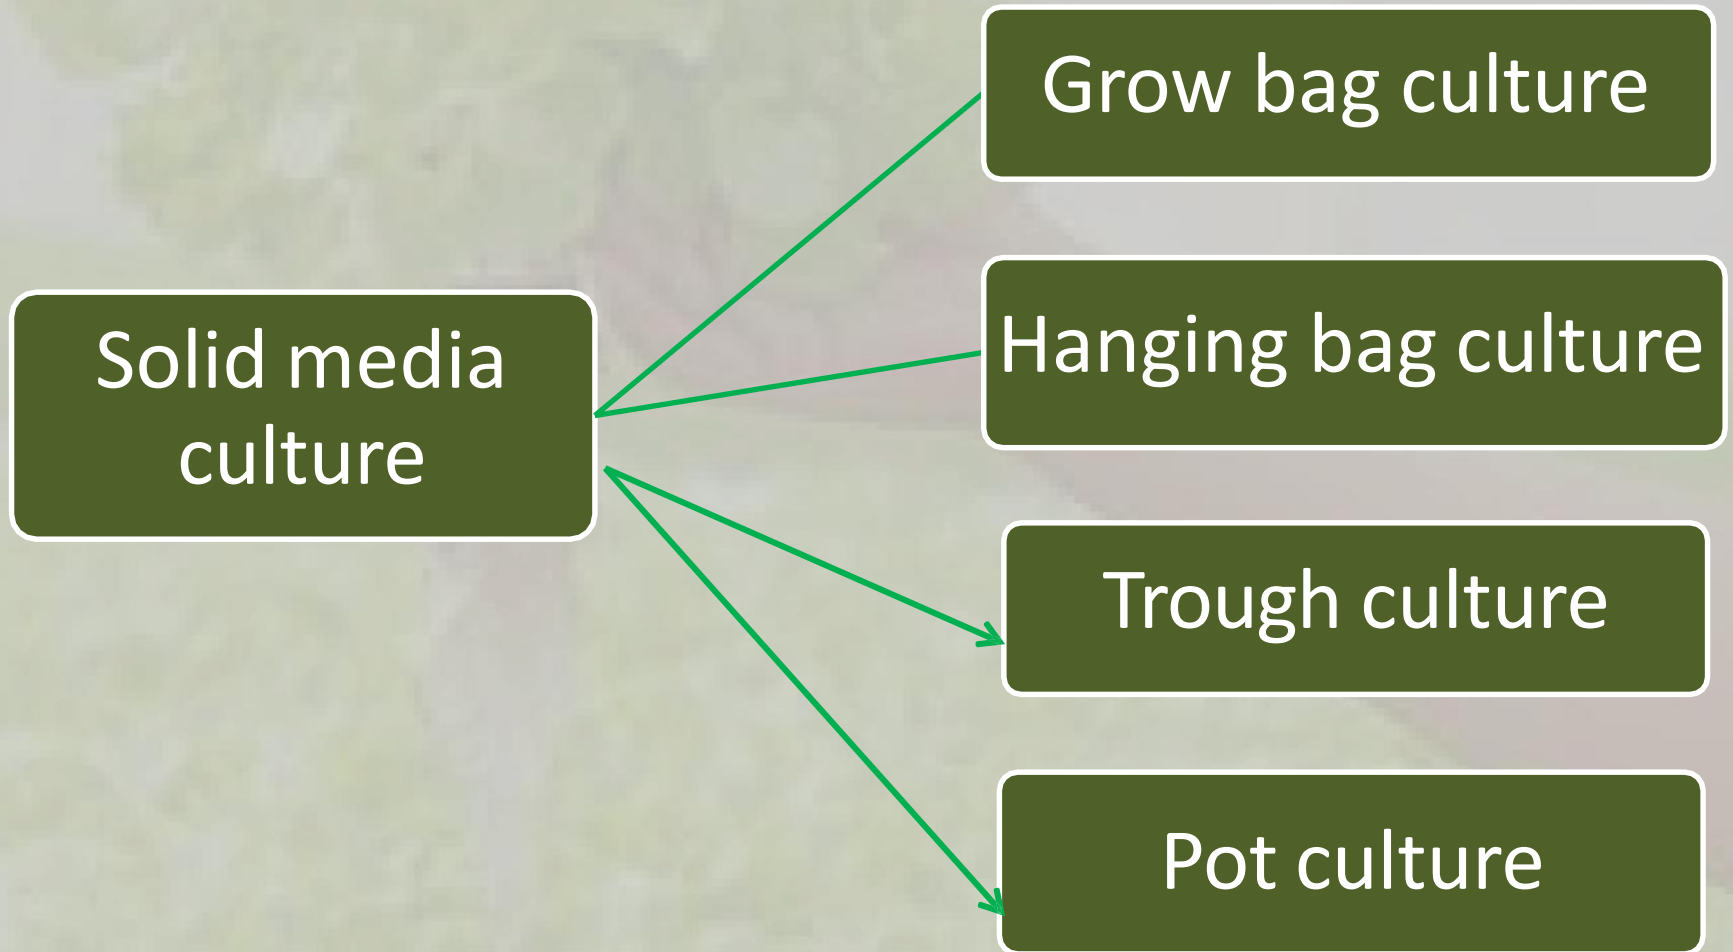 Grow bag culture
Hanging bag culture
Solid media
culture
Trough culture
Pot culture